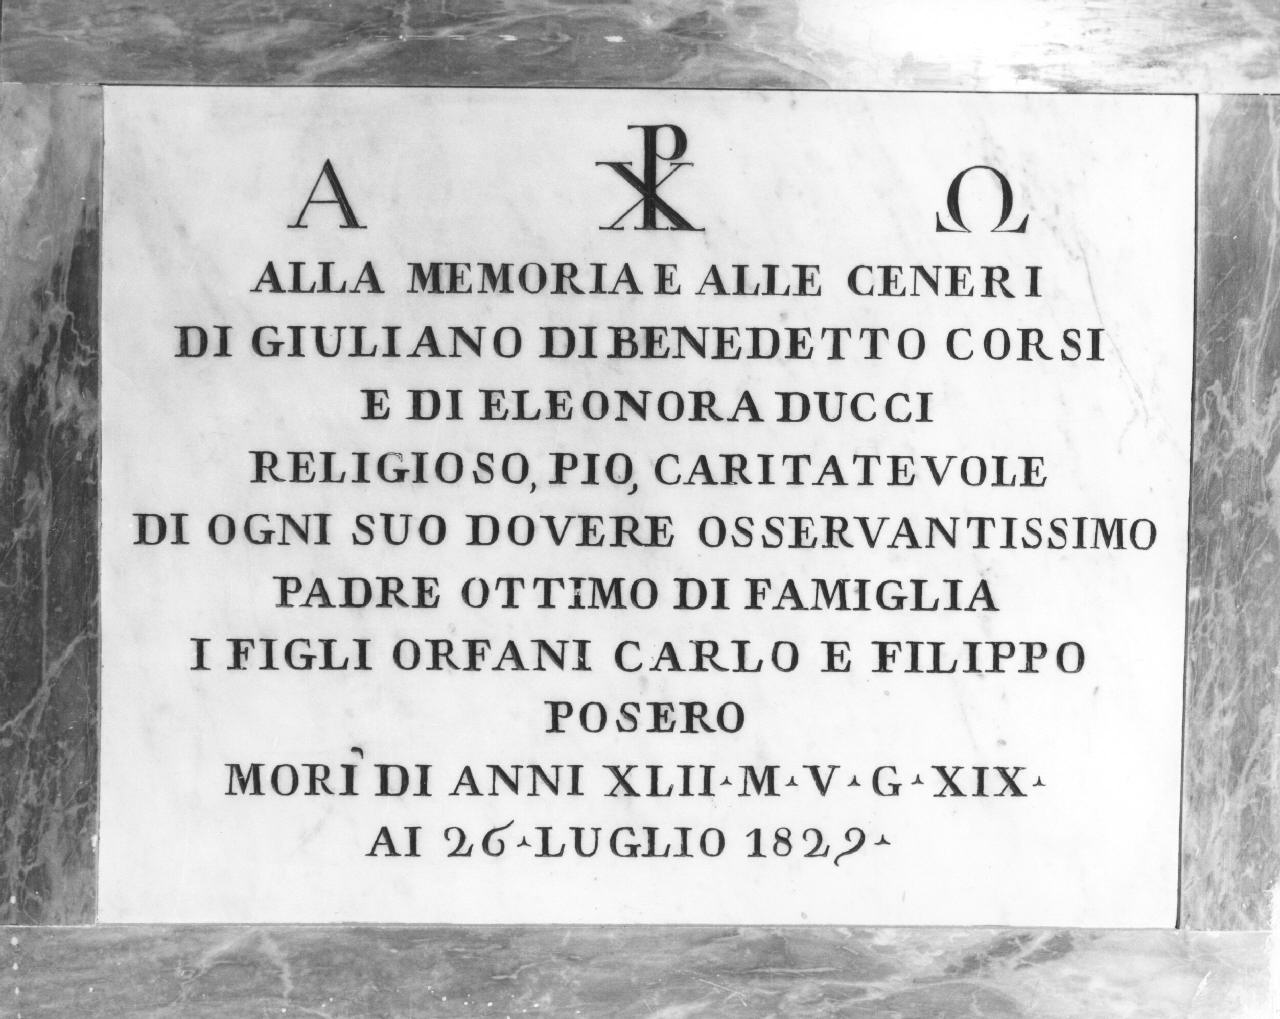 Α ☧ Ω
ALLA MEMORIA E ALLE CENERI
DI GIULIANO DI BENEDETTO CORSI
E DI ELEONORA DUCCI
RELIGIOSO, PIO, CARITATEVOLE
DI OGNI SUO DOVERE OSSERVANTISSIMO
PADRE OTTIMO DI FAMIGLIA
I FIGLI ORFANI CARLO E FILIPPO
POSERO
MORÌ DI ANNI XLII·M·V·G·XIX·
AI 26·LUGLIO 1829·